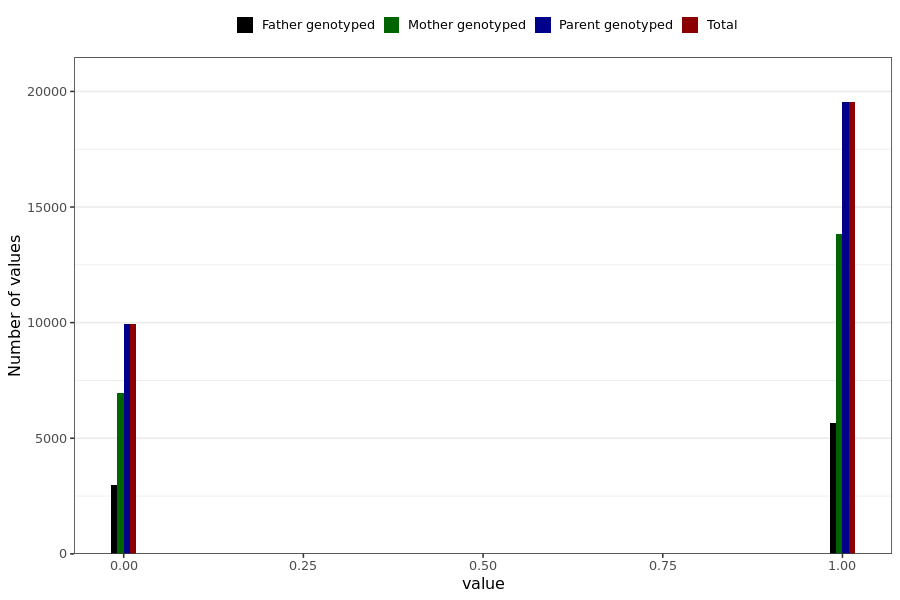 Father genotyped Mother genotyped Parent genotyped Total
20000
15000
10000
5000
0
Number of values
0.00 0.25 0.50 0.75 1.00
value